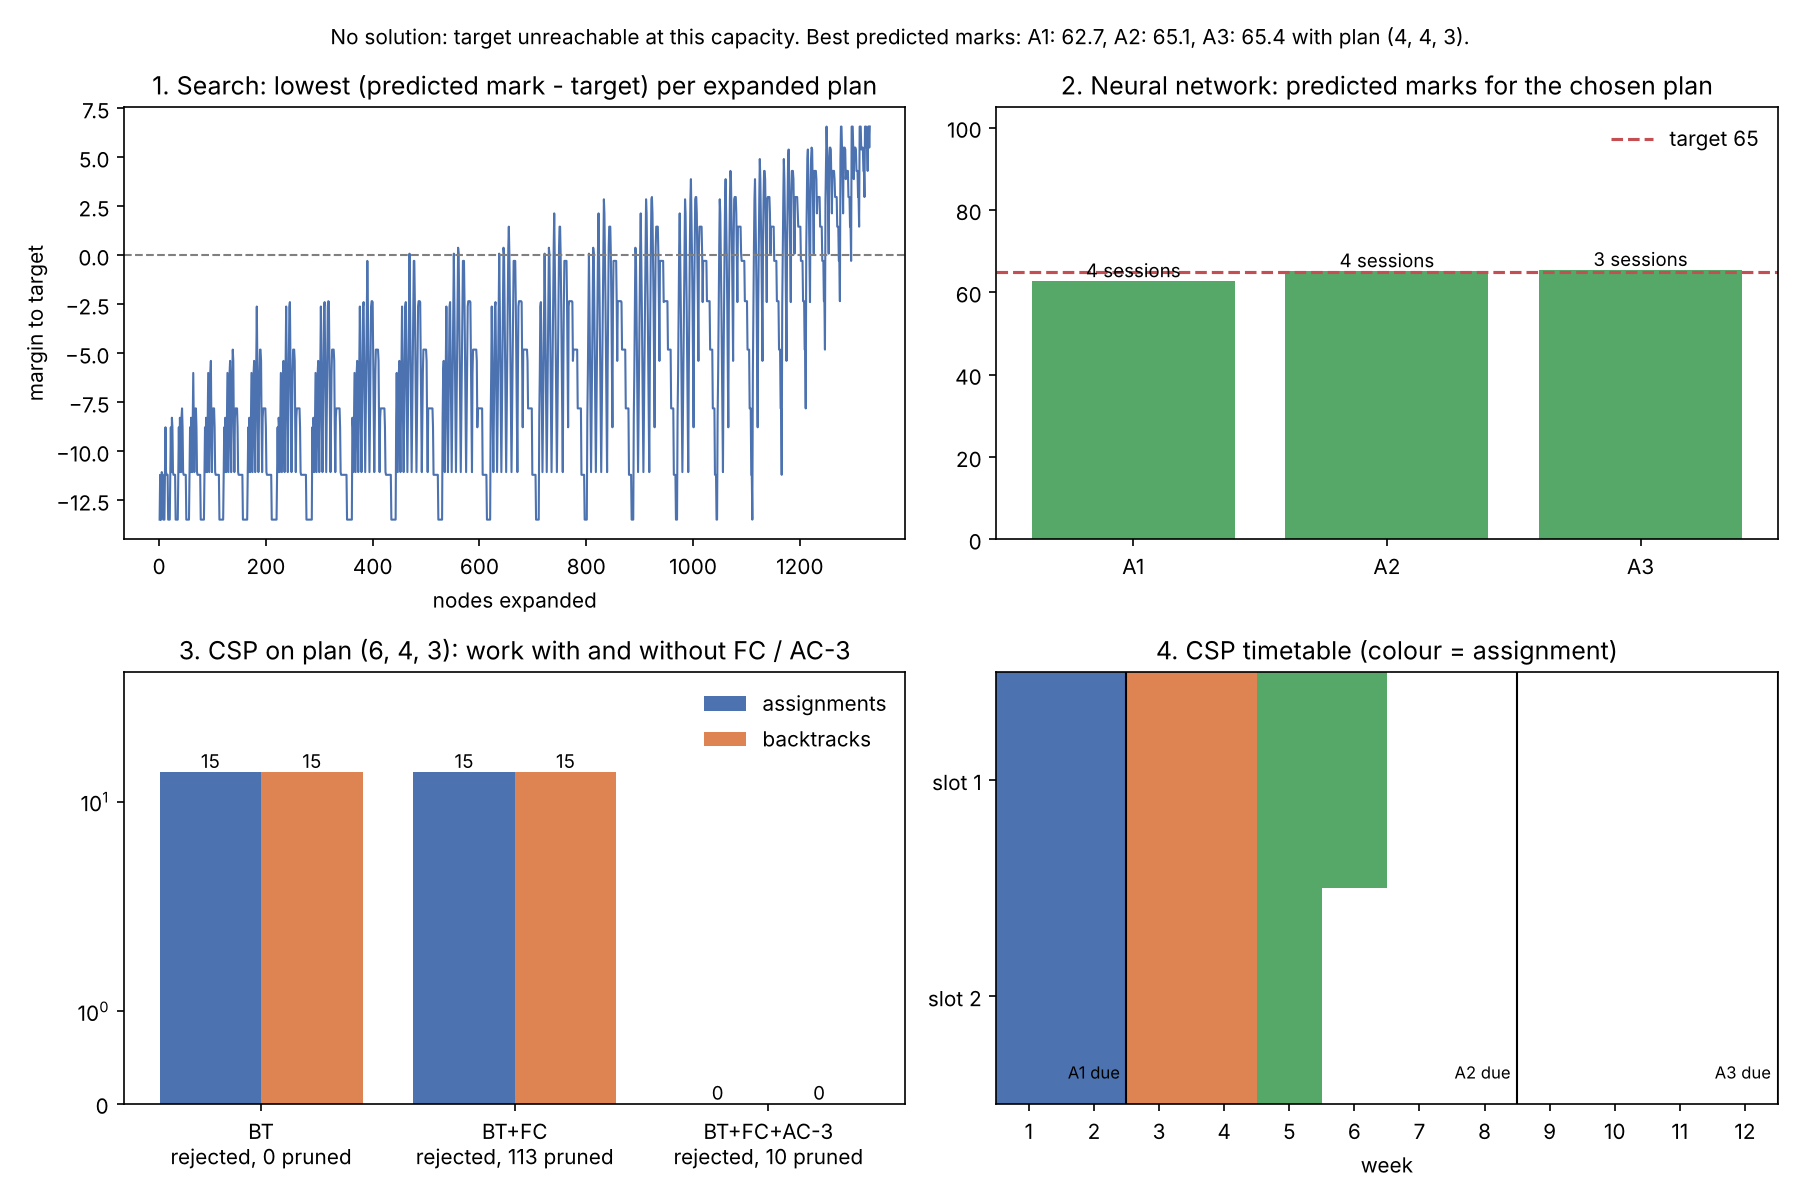 No solution: target unreachable at this capacity. Best predicted marks: A1: 62.7, A2: 65.1, A3: 65.4 with plan (4, 4, 3).
1. Search: lowest (predicted mark - target) per expanded plan
7.5
5.0
2.5
0.0
−2.5
−5.0
−7.5
−10.0
−12.5
margin to target
0 200 400 600 800 1000 1200
nodes expanded
2. Neural network: predicted marks for the chosen plan
100
80
60
40
20
0
target 65
4 sessions
4 sessions
3 sessions
A1 A2 A3
3. CSP on plan (6, 4, 3): work with and without FC / AC-3
10¹
10⁰
0
assignments
backtracks
15 15 15 15 0 0
BT BT+FC BT+FC+AC-3
rejected, 0 pruned rejected, 113 pruned rejected, 10 pruned
4. CSP timetable (colour = assignment)
slot 1
slot 2
A1 due A2 due A3 due
1 2 3 4 5 6 7 8 9 10 11 12
week